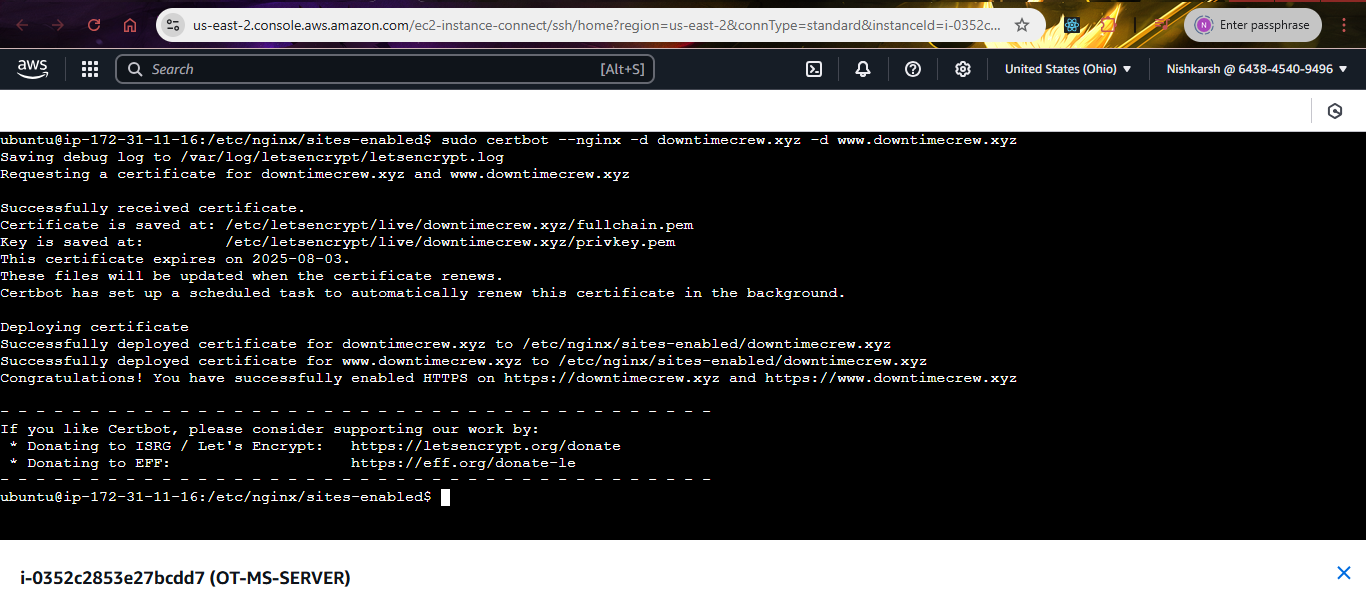 us-east-2.console.aws.amazon.com/ec2-instance-connect/ssh/home?region=us-east-2&connType=standard&instanceId=i-0352c... N Enter passphrase
aws Search [Alt+S] United States (Ohio) Nishkarsh @ 6438-4540-9496
ubuntu@ip-172-31-11-16:/etc/nginx/sites-enabled$ sudo certbot --nginx -d downtimecrew.xyz -d www.downtimecrew.xyz
Saving debug log to /var/log/letsencrypt/letsencrypt.log
Requesting a certificate for downtimecrew.xyz and www.downtimecrew.xyz
Successfully received certificate.
Certificate is saved at: /etc/letsencrypt/live/downtimecrew.xyz/fullchain.pem
Key is saved at: /etc/letsencrypt/live/downtimecrew.xyz/privkey.pem
This certificate expires on 2025-08-03.
These files will be updated when the certificate renews.
Certbot has set up a scheduled task to automatically renew this certificate in the background.
Deploying certificate
Successfully deployed certificate for downtimecrew.xyz to /etc/nginx/sites-enabled/downtimecrew.xyz
Successfully deployed certificate for www.downtimecrew.xyz to /etc/nginx/sites-enabled/downtimecrew.xyz
Congratulations! You have successfully enabled HTTPS on https://downtimecrew.xyz and https://www.downtimecrew.xyz
- - - - - - - - - - - - - - - - - - - - - - - - - - - - - - - - - - - - - - - -
If you like Certbot, please consider supporting our work by:
* Donating to ISRG / Let's Encrypt: https://letsencrypt.org/donate
* Donating to EFF: https://eff.org/donate-le
- - - - - - - - - - - - - - - - - - - - - - - - - - - - - - - - - - - - - - - -
ubuntu@ip-172-31-11-16:/etc/nginx/sites-enabled$
i-0352c2853e27bcdd7 (OT-MS-SERVER)